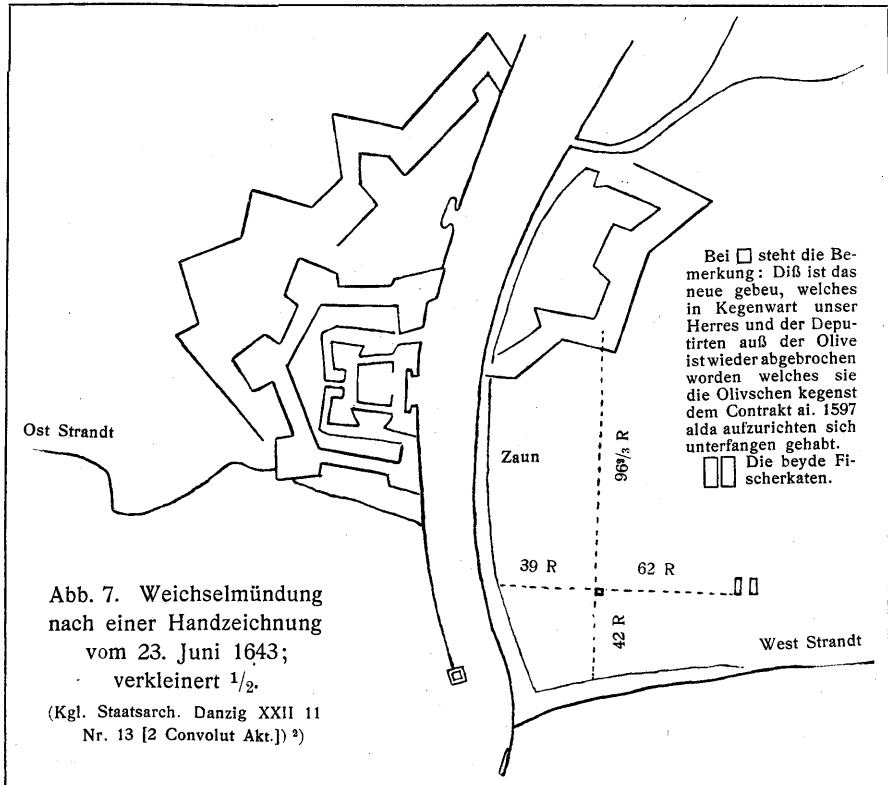 Bei □ steht die Be-
merkung: Diß ist das
neue gebeu, welches
in Kegenwart unser
Herres und der Depu-
tirten auß der Olive
ist wieder abgebrochen
worden welches sie
die Olivschen kegenst
dem Contrakt ai. 1597
alda aufzurichten sich
unterfangen gehabt.
▯▯ Die beyde Fi-
scherkaten.
Ost Strandt
Zaun
96⅔ R
39 R
62 R
42 R
West Strandt
Abb. 7. Weichselmündung
nach einer Handzeichnung
vom 23. Juni 1643;
verkleinert ¹/₂.
(Kgl. Staatsarch. Danzig XXII 11
Nr. 13 [2 Convolut Akt.]) ²)